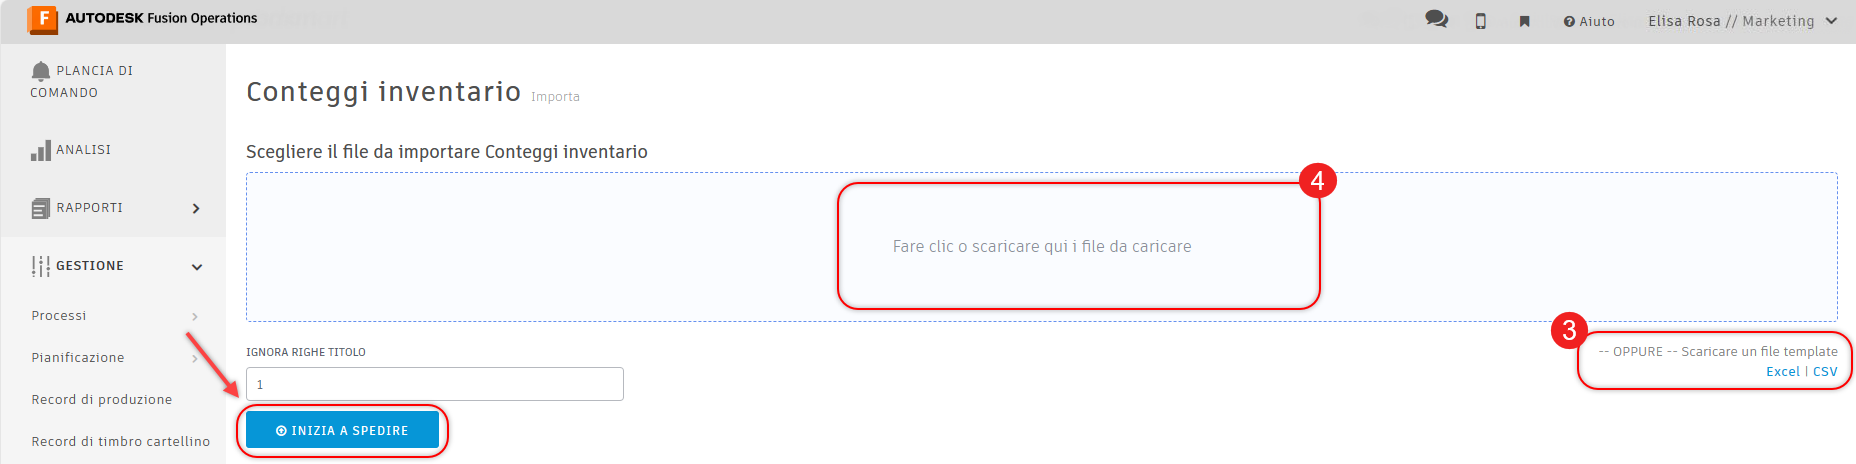 AUTODESK Fusion Operations
Aiuto
Elisa Rosa // Marketing
PLANCIA DI
COMANDO
ANALISI
RAPPORTI
GESTIONE
Processi
Pianificazione
Record di produzione
Record di timbro cartellino
Conteggi inventario Importa
Scegliere il file da importare Conteggi inventario
4
Fare clic o scaricare qui i file da caricare
3
IGNORA RIGHE TITOLO
-- OPPURE -- Scaricare un file template
Excel | CSV
1
INIZIA A SPEDIRE